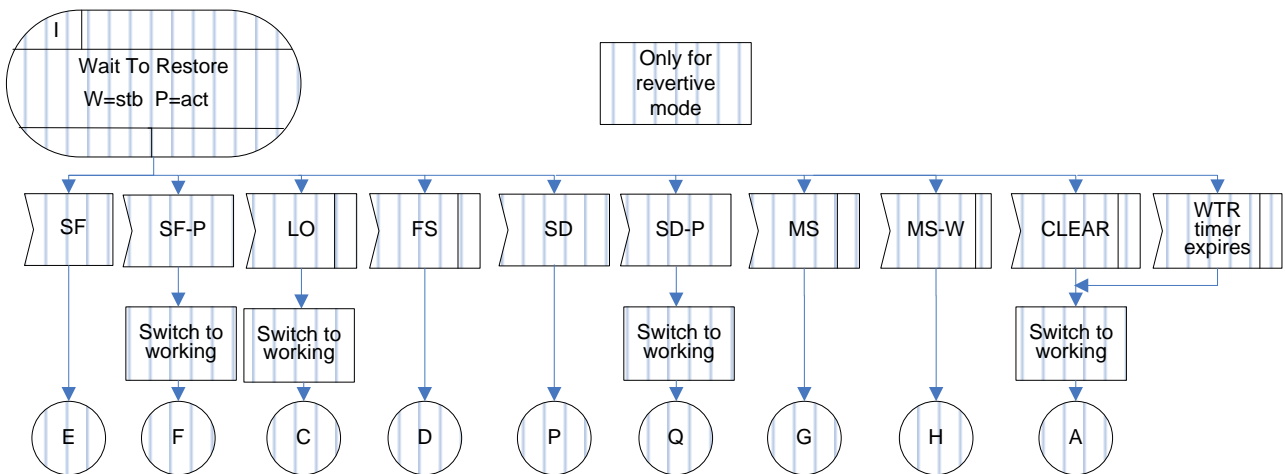 I
Wait To Restore
W=stb P=act
Only for
revertive
mode
SF
SF-P
LO
FS
SD
SD-P
MS
MS-W
CLEAR
WTR
timer
expires
Switch to
working
Switch to
working
Switch to
working
Switch to
working
E
F
C
D
P
Q
G
H
A